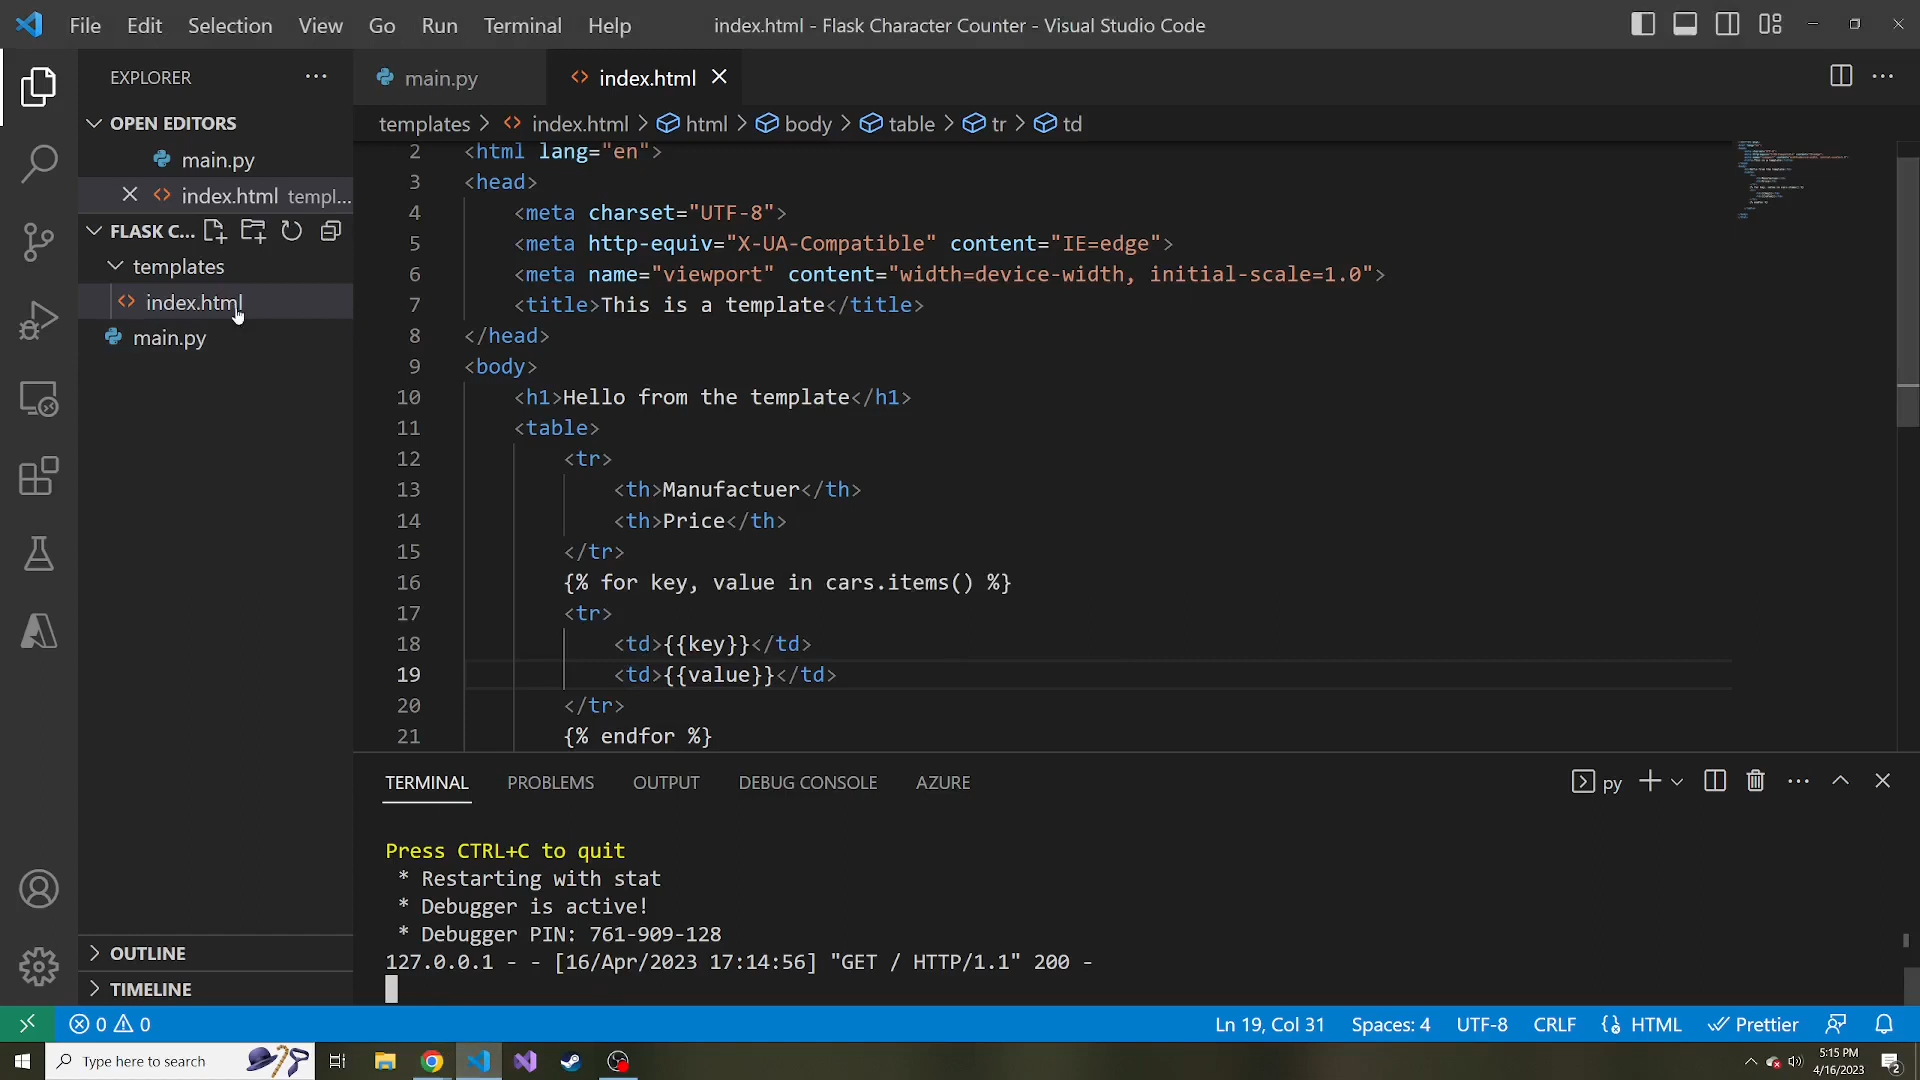 File Edit Selection View Go Run Terminal Help
index.html - Flask Character Counter - Visual Studio Code
EXPLORER
OPEN EDITORS
main.py
index.html templ...
FLASK C...
templates
index.html
main.py
OUTLINE
TIMELINE
main.py
index.html
templates > index.html > html > body > table > tr > td
2 <html lang="en">
3 <head>
4 <meta charset="UTF-8">
5 <meta http-equiv="X-UA-Compatible" content="IE=edge">
6 <meta name="viewport" content="width=device-width, initial-scale=1.0">
7 <title>This is a template</title>
8 </head>
9 <body>
10 <h1>Hello from the template</h1>
11 <table>
12 <tr>
13 <th>Manufactuer</th>
14 <th>Price</th>
15 </tr>
16 {% for key, value in cars.items() %}
17 <tr>
18 <td>{{key}}</td>
19 <td>{{value}}</td>
20 </tr>
21 {% endfor %}
TERMINAL PROBLEMS OUTPUT DEBUG CONSOLE AZURE
py
Press CTRL+C to quit
* Restarting with stat
* Debugger is active!
* Debugger PIN: 761-909-128
127.0.0.1 - - [16/Apr/2023 17:14:56] "GET / HTTP/1.1" 200 -
0 0
Ln 19, Col 31 Spaces: 4 UTF-8 CRLF HTML Prettier
Type here to search
5:15 PM
4/16/2023
2